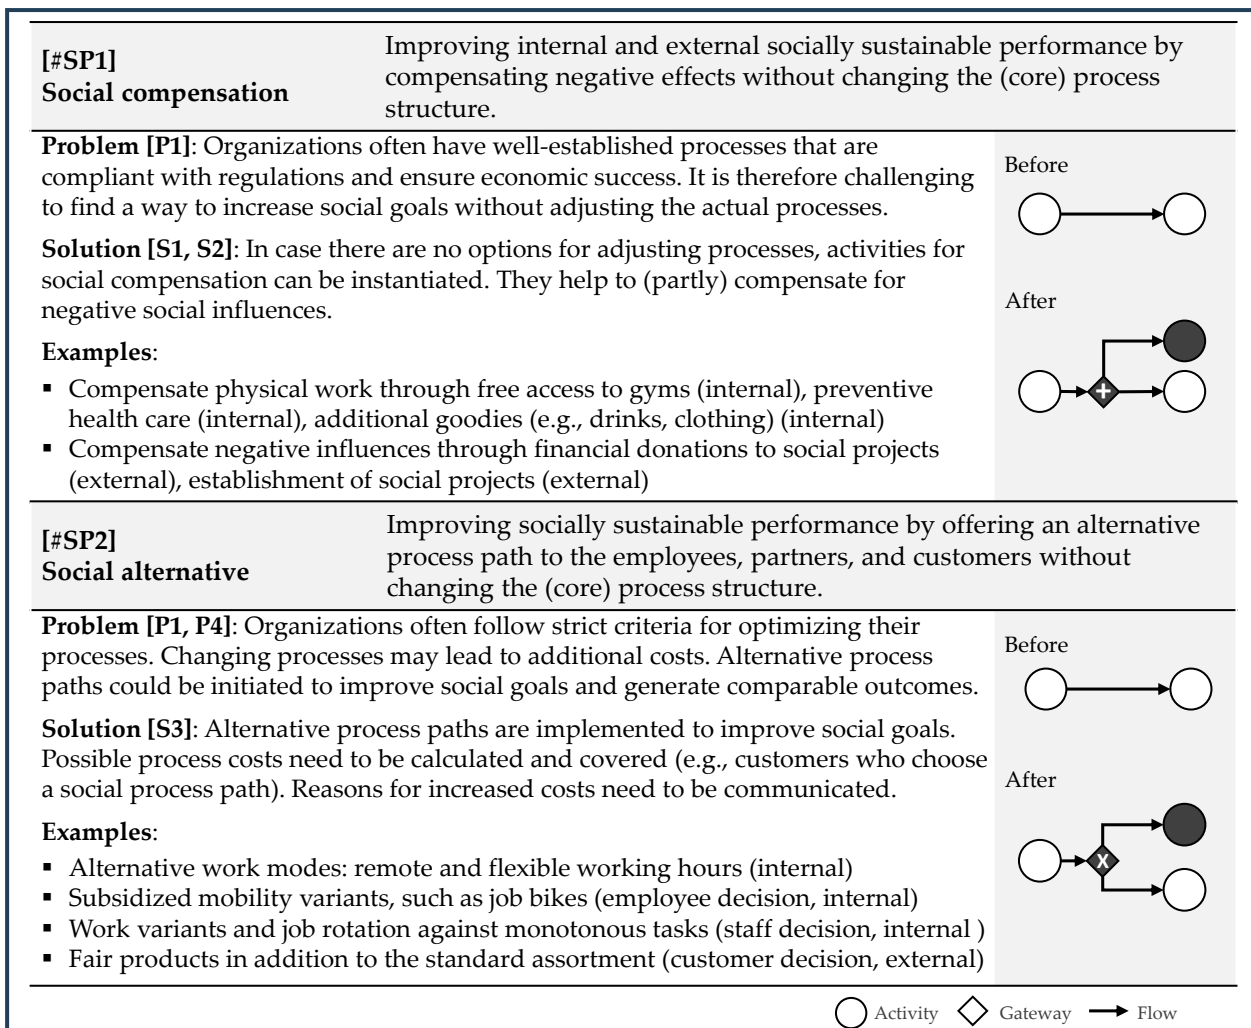 [#SP1]
Social compensation
Improving internal and external socially sustainable performance by
compensating negative effects without changing the (core) process
structure.
Problem [P1]: Organizations often have well-established processes that are
compliant with regulations and ensure economic success. It is therefore challenging
to find a way to increase social goals without adjusting the actual processes.
Solution [S1, S2]: In case there are no options for adjusting processes, activities for
social compensation can be instantiated. They help to (partly) compensate for
negative social influences.
Examples:
▪ Compensate physical work through free access to gyms (internal), preventive
health care (internal), additional goodies (e.g., drinks, clothing) (internal)
▪ Compensate negative influences through financial donations to social projects
(external), establishment of social projects (external)
Before
After
+
[#SP2]
Social alternative
Improving socially sustainable performance by offering an alternative
process path to the employees, partners, and customers without
changing the (core) process structure.
Problem [P1, P4]: Organizations often follow strict criteria for optimizing their
processes. Changing processes may lead to additional costs. Alternative process
paths could be initiated to improve social goals and generate comparable outcomes.
Solution [S3]: Alternative process paths are implemented to improve social goals.
Possible process costs need to be calculated and covered (e.g., customers who choose
a social process path). Reasons for increased costs need to be communicated.
Examples:
▪ Alternative work modes: remote and flexible working hours (internal)
▪ Subsidized mobility variants, such as job bikes (employee decision, internal)
▪ Work variants and job rotation against monotonous tasks (staff decision, internal )
▪ Fair products in addition to the standard assortment (customer decision, external)
Before
After
X
Activity
Gateway
Flow